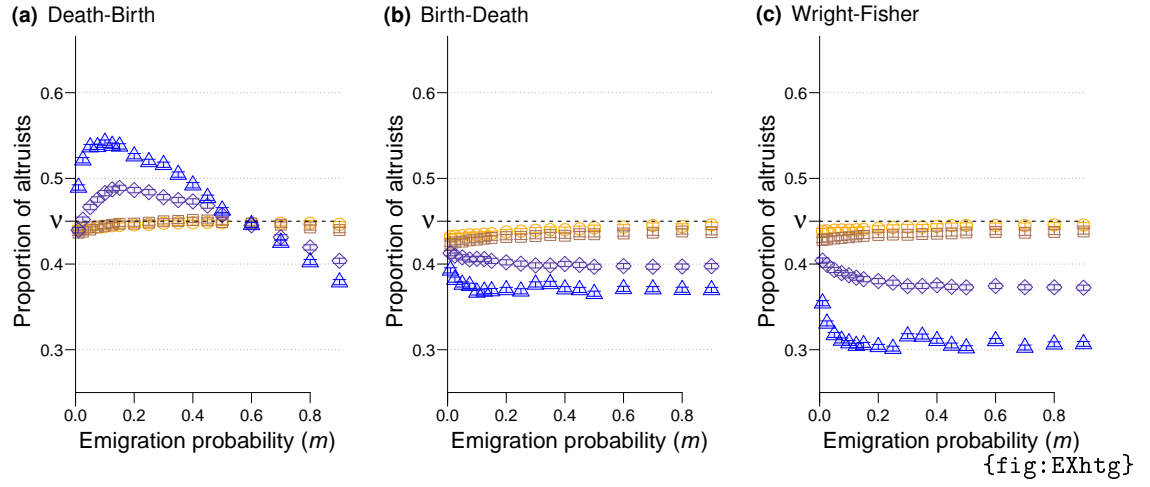 (a) Death-Birth
Proportion of altruists
0.6
0.5
ν
0.4
0.3
0.0 0.2 0.4 0.6 0.8
Emigration probability (m)
(b) Birth-Death
Proportion of altruists
0.6
0.5
ν
0.4
0.3
0.0 0.2 0.4 0.6 0.8
Emigration probability (m)
(c) Wright-Fisher
Proportion of altruists
0.6
0.5
ν
0.4
0.3
0.0 0.2 0.4 0.6 0.8
Emigration probability (m)
{fig:EXhtg}